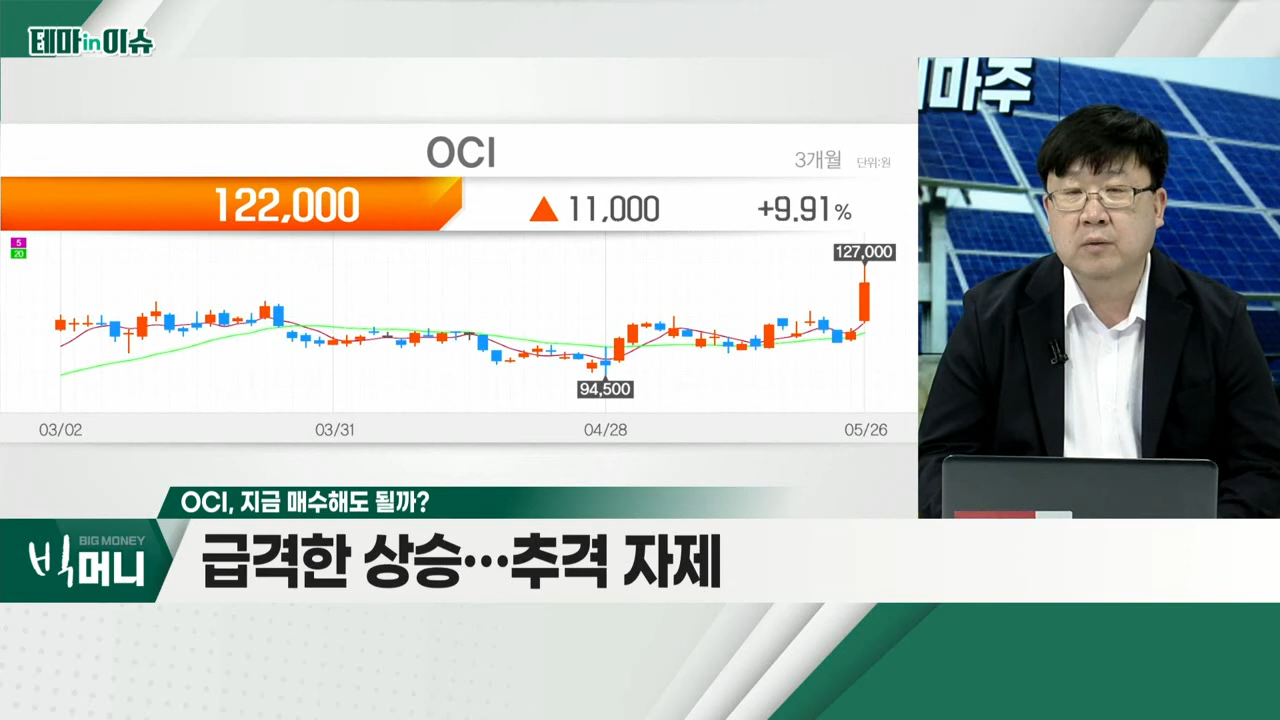 테마in이슈
테마주
OCI
3개월 단위:원
122,000 ▲ 11,000 +9.91%
5
20
127,000
94,500
03/02 03/31 04/28 05/26
OCI, 지금 매수해도 될까?
빅머니 BIG MONEY
급격한 상승…추격 자제